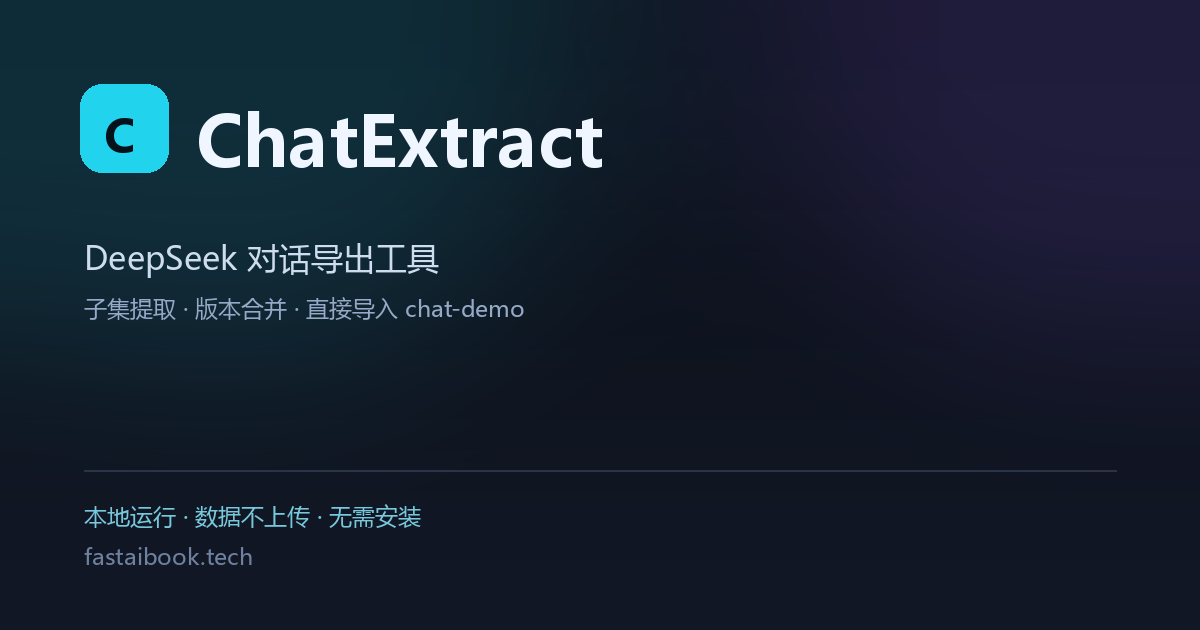 C ChatExtract
DeepSeek 对话导出工具
子集提取 · 版本合并 · 直接导入 chat-demo
本地运行 · 数据不上传 · 无需安装
fastaibook.tech